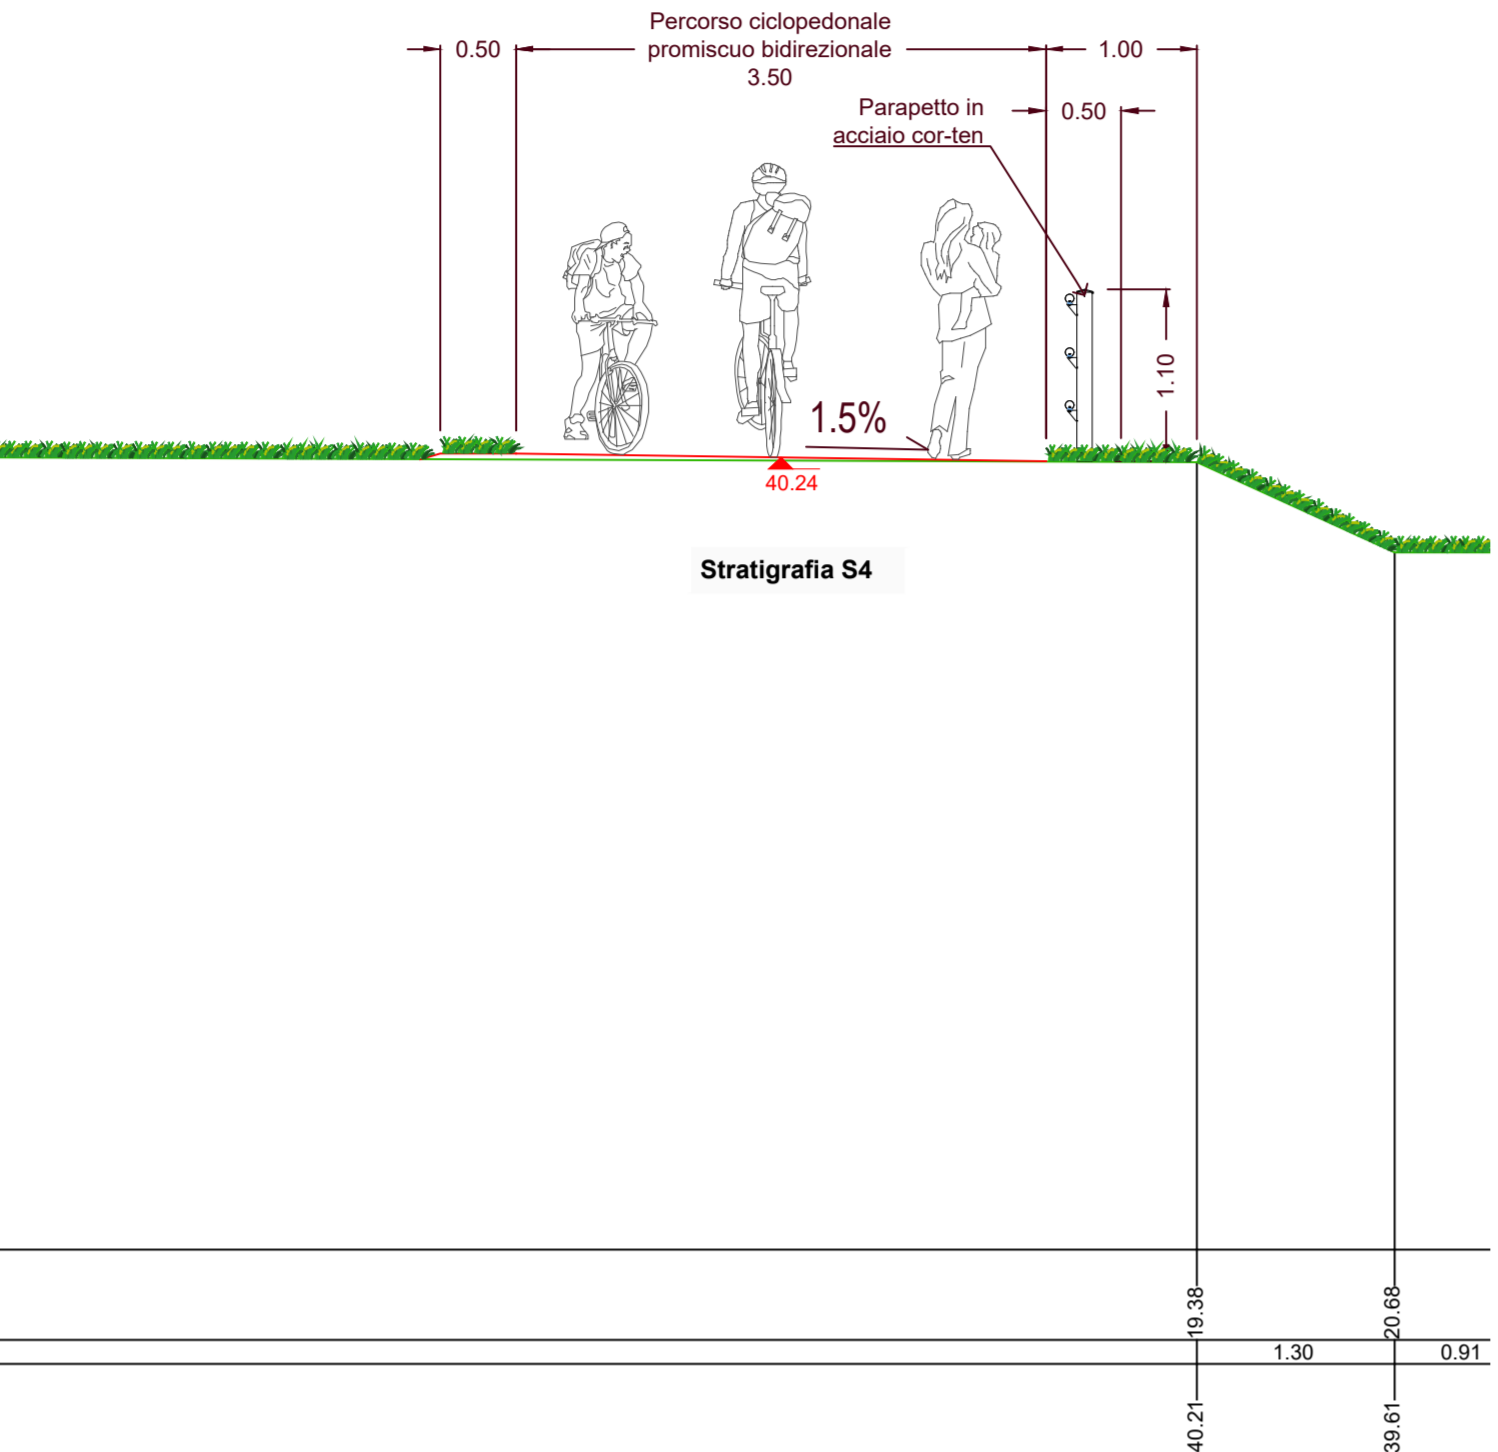 Percorso ciclopedonale
0.50 promiscuo bidirezionale 1.00
3.50
Parapetto in 0.50
acciaio cor-ten
1.10
1.5%
40.24
Stratigrafia S4
19.38 20.68
1.30 0.91
40.21 39.61